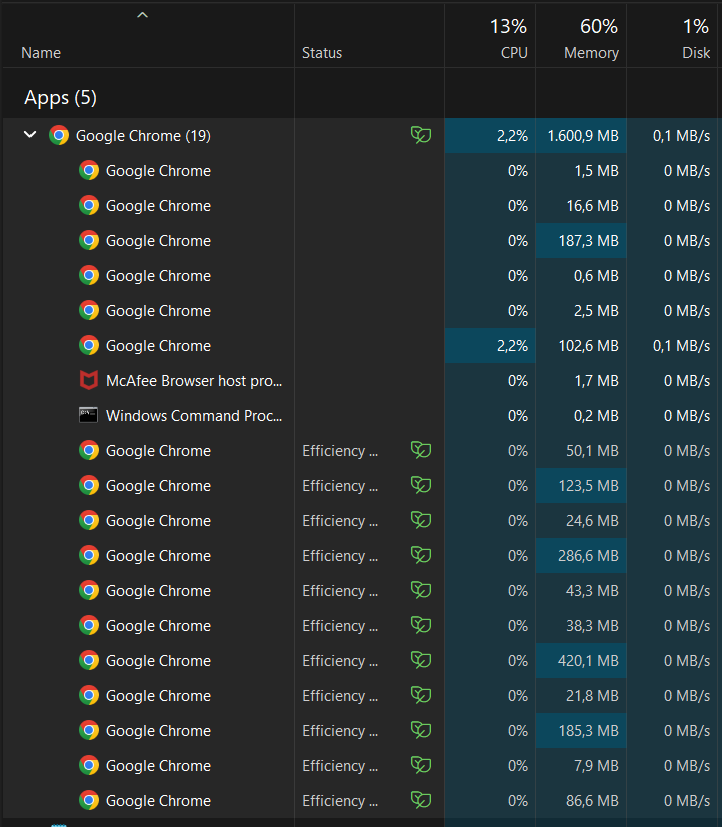 13% 60% 1%
Name Status CPU Memory Disk
Apps (5)
Google Chrome (19) 2,2% 1.600,9 MB 0,1 MB/s
Google Chrome 0% 1,5 MB 0 MB/s
Google Chrome 0% 16,6 MB 0 MB/s
Google Chrome 0% 187,3 MB 0 MB/s
Google Chrome 0% 0,6 MB 0 MB/s
Google Chrome 0% 2,5 MB 0 MB/s
Google Chrome 2,2% 102,6 MB 0,1 MB/s
McAfee Browser host pro... 0% 1,7 MB 0 MB/s
Windows Command Proc... 0% 0,2 MB 0 MB/s
Google Chrome Efficiency ... 0% 50,1 MB 0 MB/s
Google Chrome Efficiency ... 0% 123,5 MB 0 MB/s
Google Chrome Efficiency ... 0% 24,6 MB 0 MB/s
Google Chrome Efficiency ... 0% 286,6 MB 0 MB/s
Google Chrome Efficiency ... 0% 43,3 MB 0 MB/s
Google Chrome Efficiency ... 0% 38,3 MB 0 MB/s
Google Chrome Efficiency ... 0% 420,1 MB 0 MB/s
Google Chrome Efficiency ... 0% 21,8 MB 0 MB/s
Google Chrome Efficiency ... 0% 185,3 MB 0 MB/s
Google Chrome Efficiency ... 0% 7,9 MB 0 MB/s
Google Chrome Efficiency ... 0% 86,6 MB 0 MB/s